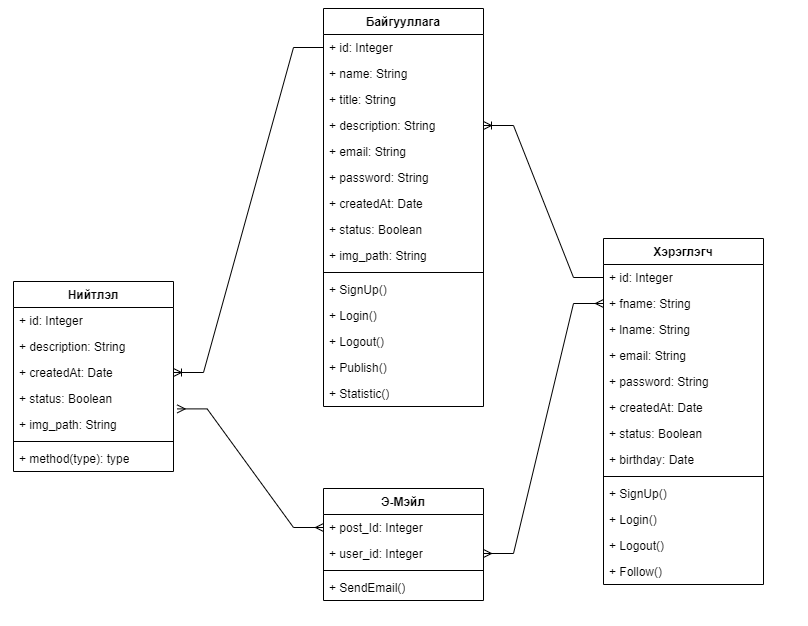 Байгууллага
+ id: Integer
+ name: String
+ title: String
+ description: String
+ email: String
+ password: String
+ createdAt: Date
+ status: Boolean
+ img_path: String
+ SignUp()
+ Login()
+ Logout()
+ Publish()
+ Statistic()
Нийтлэл
+ id: Integer
+ description: String
+ createdAt: Date
+ status: Boolean
+ img_path: String
+ method(type): type
Э-Мэйл
+ post_Id: Integer
+ user_id: Integer
+ SendEmail()
Хэрэглэгч
+ id: Integer
+ fname: String
+ lname: String
+ email: String
+ password: String
+ createdAt: Date
+ status: Boolean
+ birthday: Date
+ SignUp()
+ Login()
+ Logout()
+ Follow()